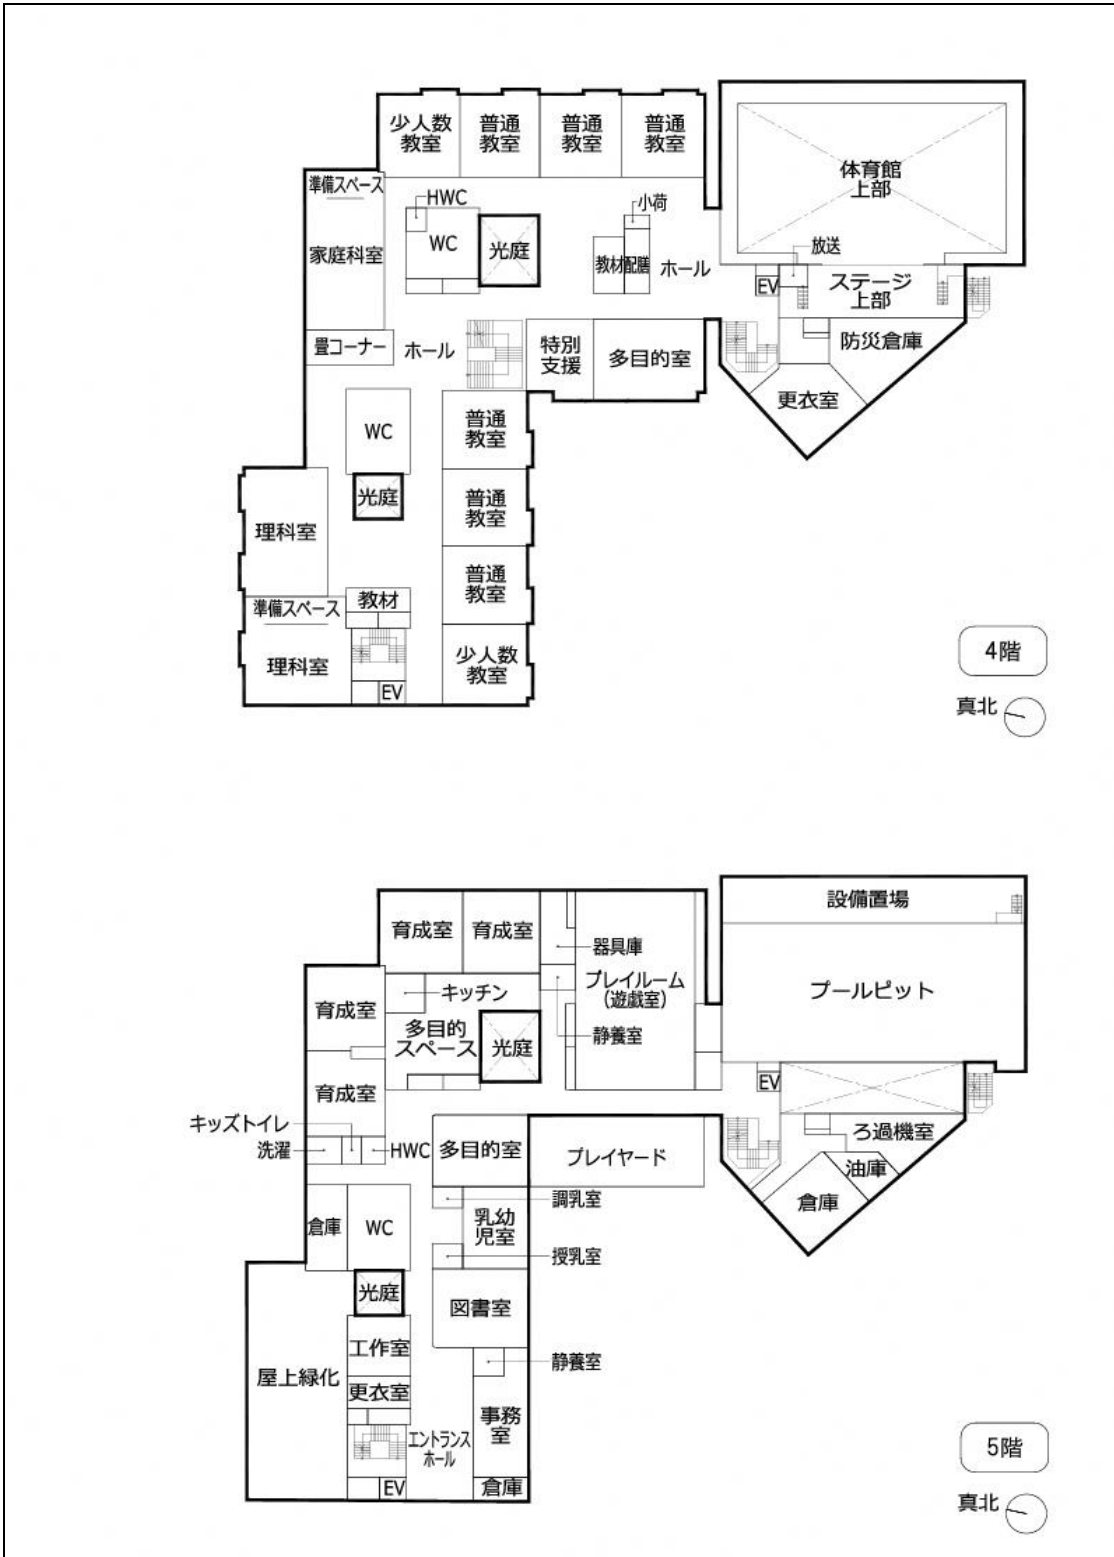 少人数
教室
普通
教室
普通
教室
普通
教室
体育館
上部
準備スペース
HWC
小荷
家庭科室
WC
光庭
教材
配膳
ホール
放送
EV
ステージ
上部
畳コーナー
ホール
特別
支援
多目的室
防災倉庫
更衣室
WC
普通
教室
光庭
普通
教室
理科室
普通
教室
準備スペース
教材
理科室
少人数
教室
EV
4階
真北
育成室
育成室
設備置場
器具庫
育成室
キッチン
プレイルーム
(遊戯室)
プールピット
多目的
スペース
光庭
静養室
育成室
EV
キッズトイレ
洗濯
HWC
多目的室
プレイヤード
ろ過機室
油庫
倉庫
調乳室
倉庫
WC
乳幼
児室
授乳室
光庭
図書室
工作室
静養室
屋上緑化
更衣室
事務
室
エントランス
ホール
EV
倉庫
5階
真北